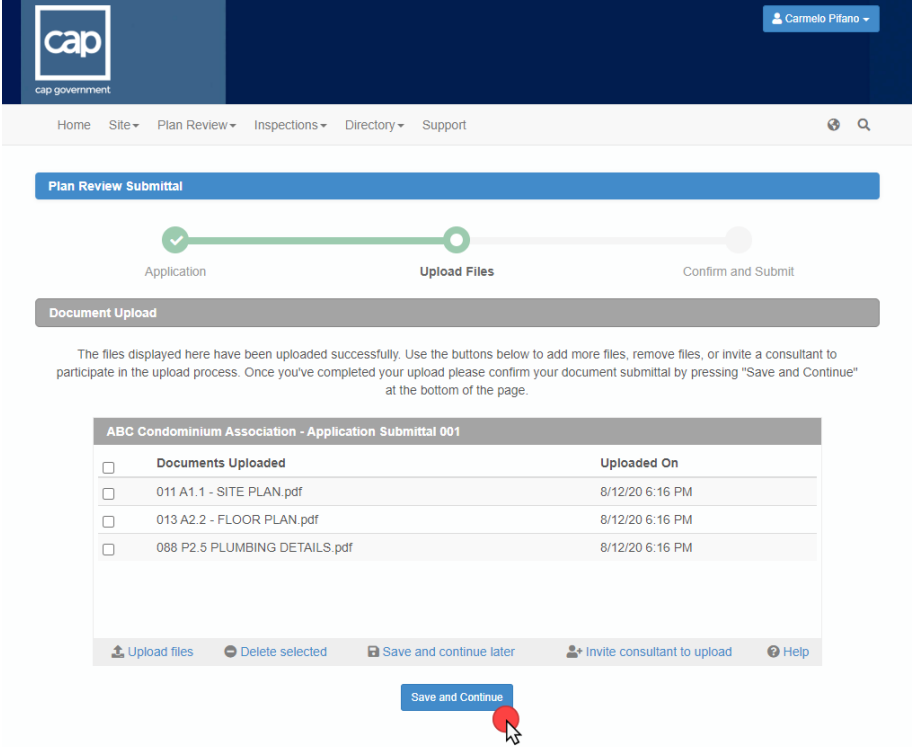 cap
cap government
Carmelo Pifano
Home Site Plan Review Inspections Directory Support
Plan Review Submittal
Application Upload Files Confirm and Submit
Document Upload
The files displayed here have been uploaded successfully. Use the buttons below to add more files, remove files, or invite a consultant to
participate in the upload process. Once you've completed your upload please confirm your document submittal by pressing "Save and Continue"
at the bottom of the page.
ABC Condominium Association - Application Submittal 001
Documents Uploaded Uploaded On
011 A1.1 - SITE PLAN.pdf 8/12/20 6:16 PM
013 A2.2 - FLOOR PLAN.pdf 8/12/20 6:16 PM
088 P2.5 PLUMBING DETAILS.pdf 8/12/20 6:16 PM
Upload files Delete selected Save and continue later Invite consultant to upload Help
Save and Continue